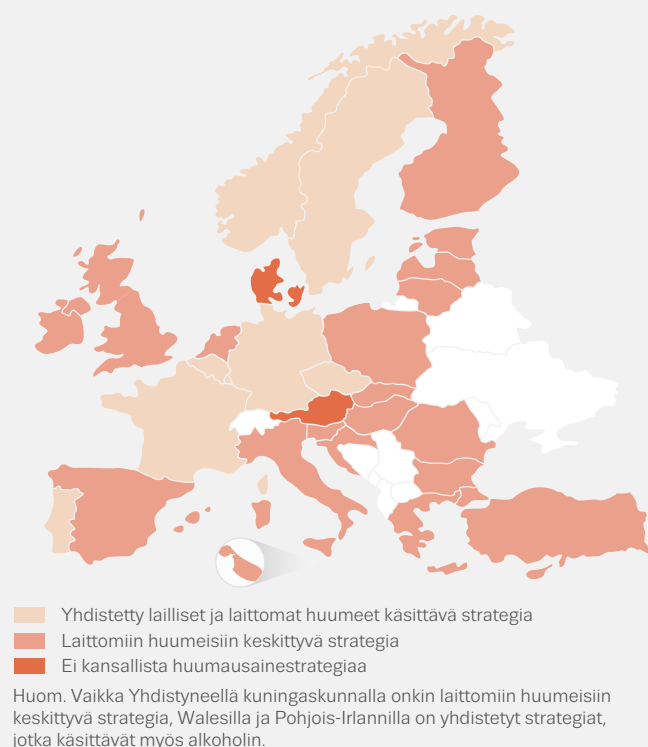 Yhdistetty lailliset ja laittomat huumeet käsittävä strategia
Laittomiin huumeisiin keskittyvä strategia
Ei kansallista huumausainestrategiaa
Huom. Vaikka Yhdistyneellä kuningaskunnalla onkin laittomiin huumeisiin
keskittyvä strategia, Walesilla ja Pohjois-Irlannilla on yhdistetyt strategiat,
jotka käsittävät myös alkoholin.